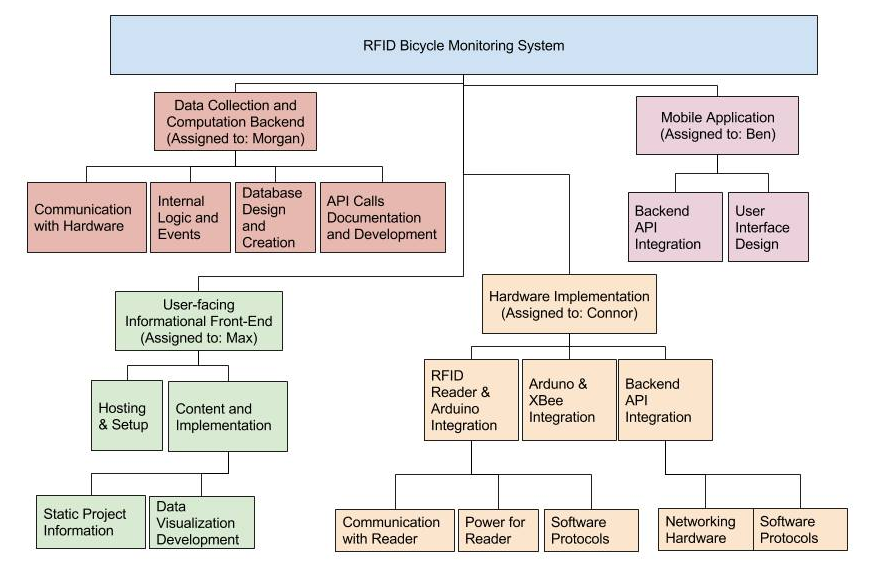 RFID Bicycle Monitoring System
Data Collection and
Computation Backend
(Assigned to: Morgan)
Mobile Application
(Assigned to: Ben)
Communication
with Hardware
Internal
Logic and
Events
Database
Design
and
Creation
API Calls
Documentation
and Development
Backend
API
Integration
User
Interface
Design
User-facing
Informational Front-End
(Assigned to: Max)
Hardware Implementation
(Assigned to: Connor)
Hosting
& Setup
Content and
Implementation
RFID
Reader &
Arduino
Integration
Arduno &
XBee
Integration
Backend
API
Integration
Static Project
Information
Data
Visualization
Development
Communication
with Reader
Power for
Reader
Software
Protocols
Networking
Hardware
Software
Protocols